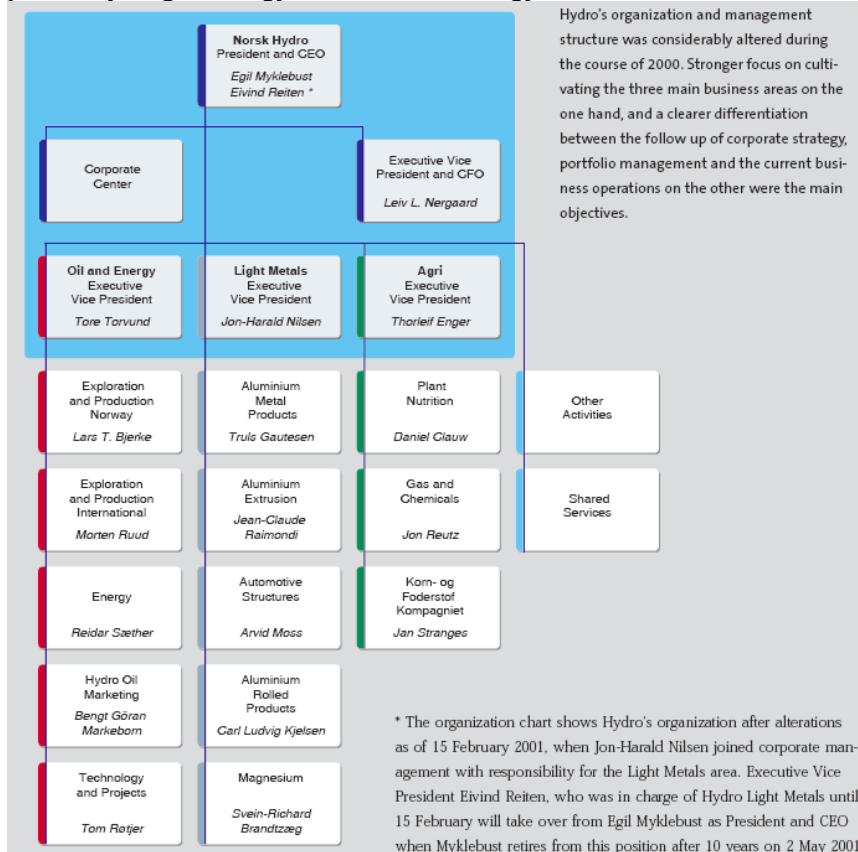 Hydro's organization and management
structure was considerably altered during
the course of 2000. Stronger focus on culti-
vating the three main business areas on the
one hand, and a clearer differentiation
between the follow up of corporate strategy,
portfolio management and the current busi-
ness operations on the other were the main
objectives.
Norsk Hydro
President and CEO
Egil Myklebust
Eivind Reiten *
Corporate
Center
Executive Vice
President and CFO
Leiv L. Nergaard
Oil and Energy
Executive
Vice President
Tore Torvund
Light Metals
Executive
Vice President
Jon-Harald Nilsen
Agri
Executive
Vice President
Thorleif Enger
Exploration
and Production
Norway
Lars T. Bjerke
Aluminium
Metal
Products
Truls Gautesen
Plant
Nutrition
Daniel Clauw
Other
Activities
Exploration
and Production
International
Morten Ruud
Aluminium
Extrusion
Jean-Claude
Raimondi
Gas and
Chemicals
Jon Reutz
Shared
Services
Energy
Reidar Sæther
Automotive
Structures
Arvid Moss
Korn- og
Foderstof
Kompagniet
Jan Stranges
Hydro Oil
Marketing
Bengt Göran
Markeborn
Aluminium
Rolled
Products
Carl Ludvig Kjelsen
Technology
and Projects
Tom Røtjer
Magnesium
Svein-Richard
Brandtzæg
* The organization chart shows Hydro's organization after alterations
as of 15 February 2001, when Jon-Harald Nilsen joined corporate man-
agement with responsibility for the Light Metals area. Executive Vice
President Eivind Reiten, who was in charge of Hydro Light Metals until
15 February will take over from Egil Myklebust as President and CEO
when Myklebust retires from this position after 10 years on 2 May 2001